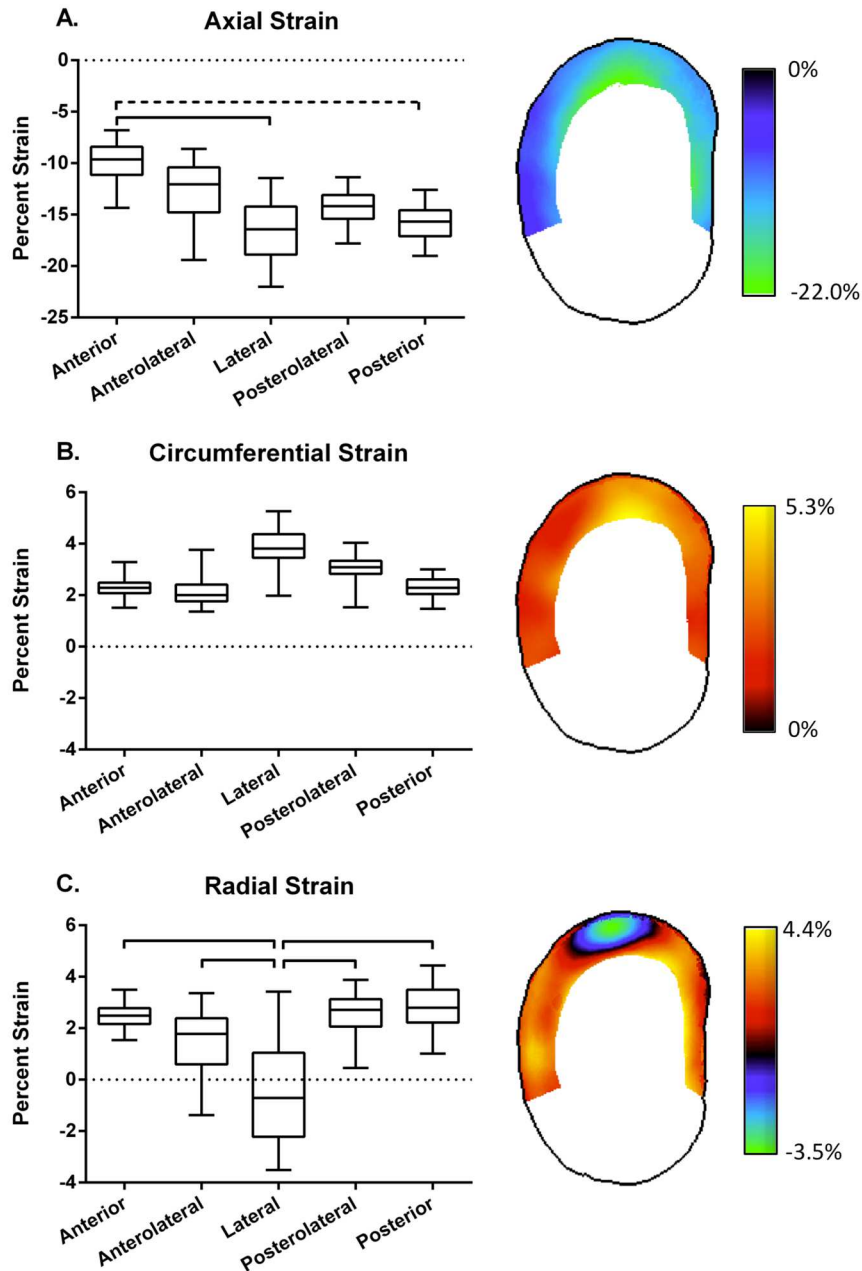 A.
Axial Strain
Percent Strain
0
-5
-10
-15
-20
-25
Anterior
Anterolateral
Lateral
Posterolateral
Posterior
0%
-22.0%
B.
Circumferential Strain
Percent Strain
6
4
2
0
-2
-4
Anterior
Anterolateral
Lateral
Posterolateral
Posterior
5.3%
0%
C.
Radial Strain
Percent Strain
6
4
2
0
-2
-4
Anterior
Anterolateral
Lateral
Posterolateral
Posterior
4.4%
-3.5%